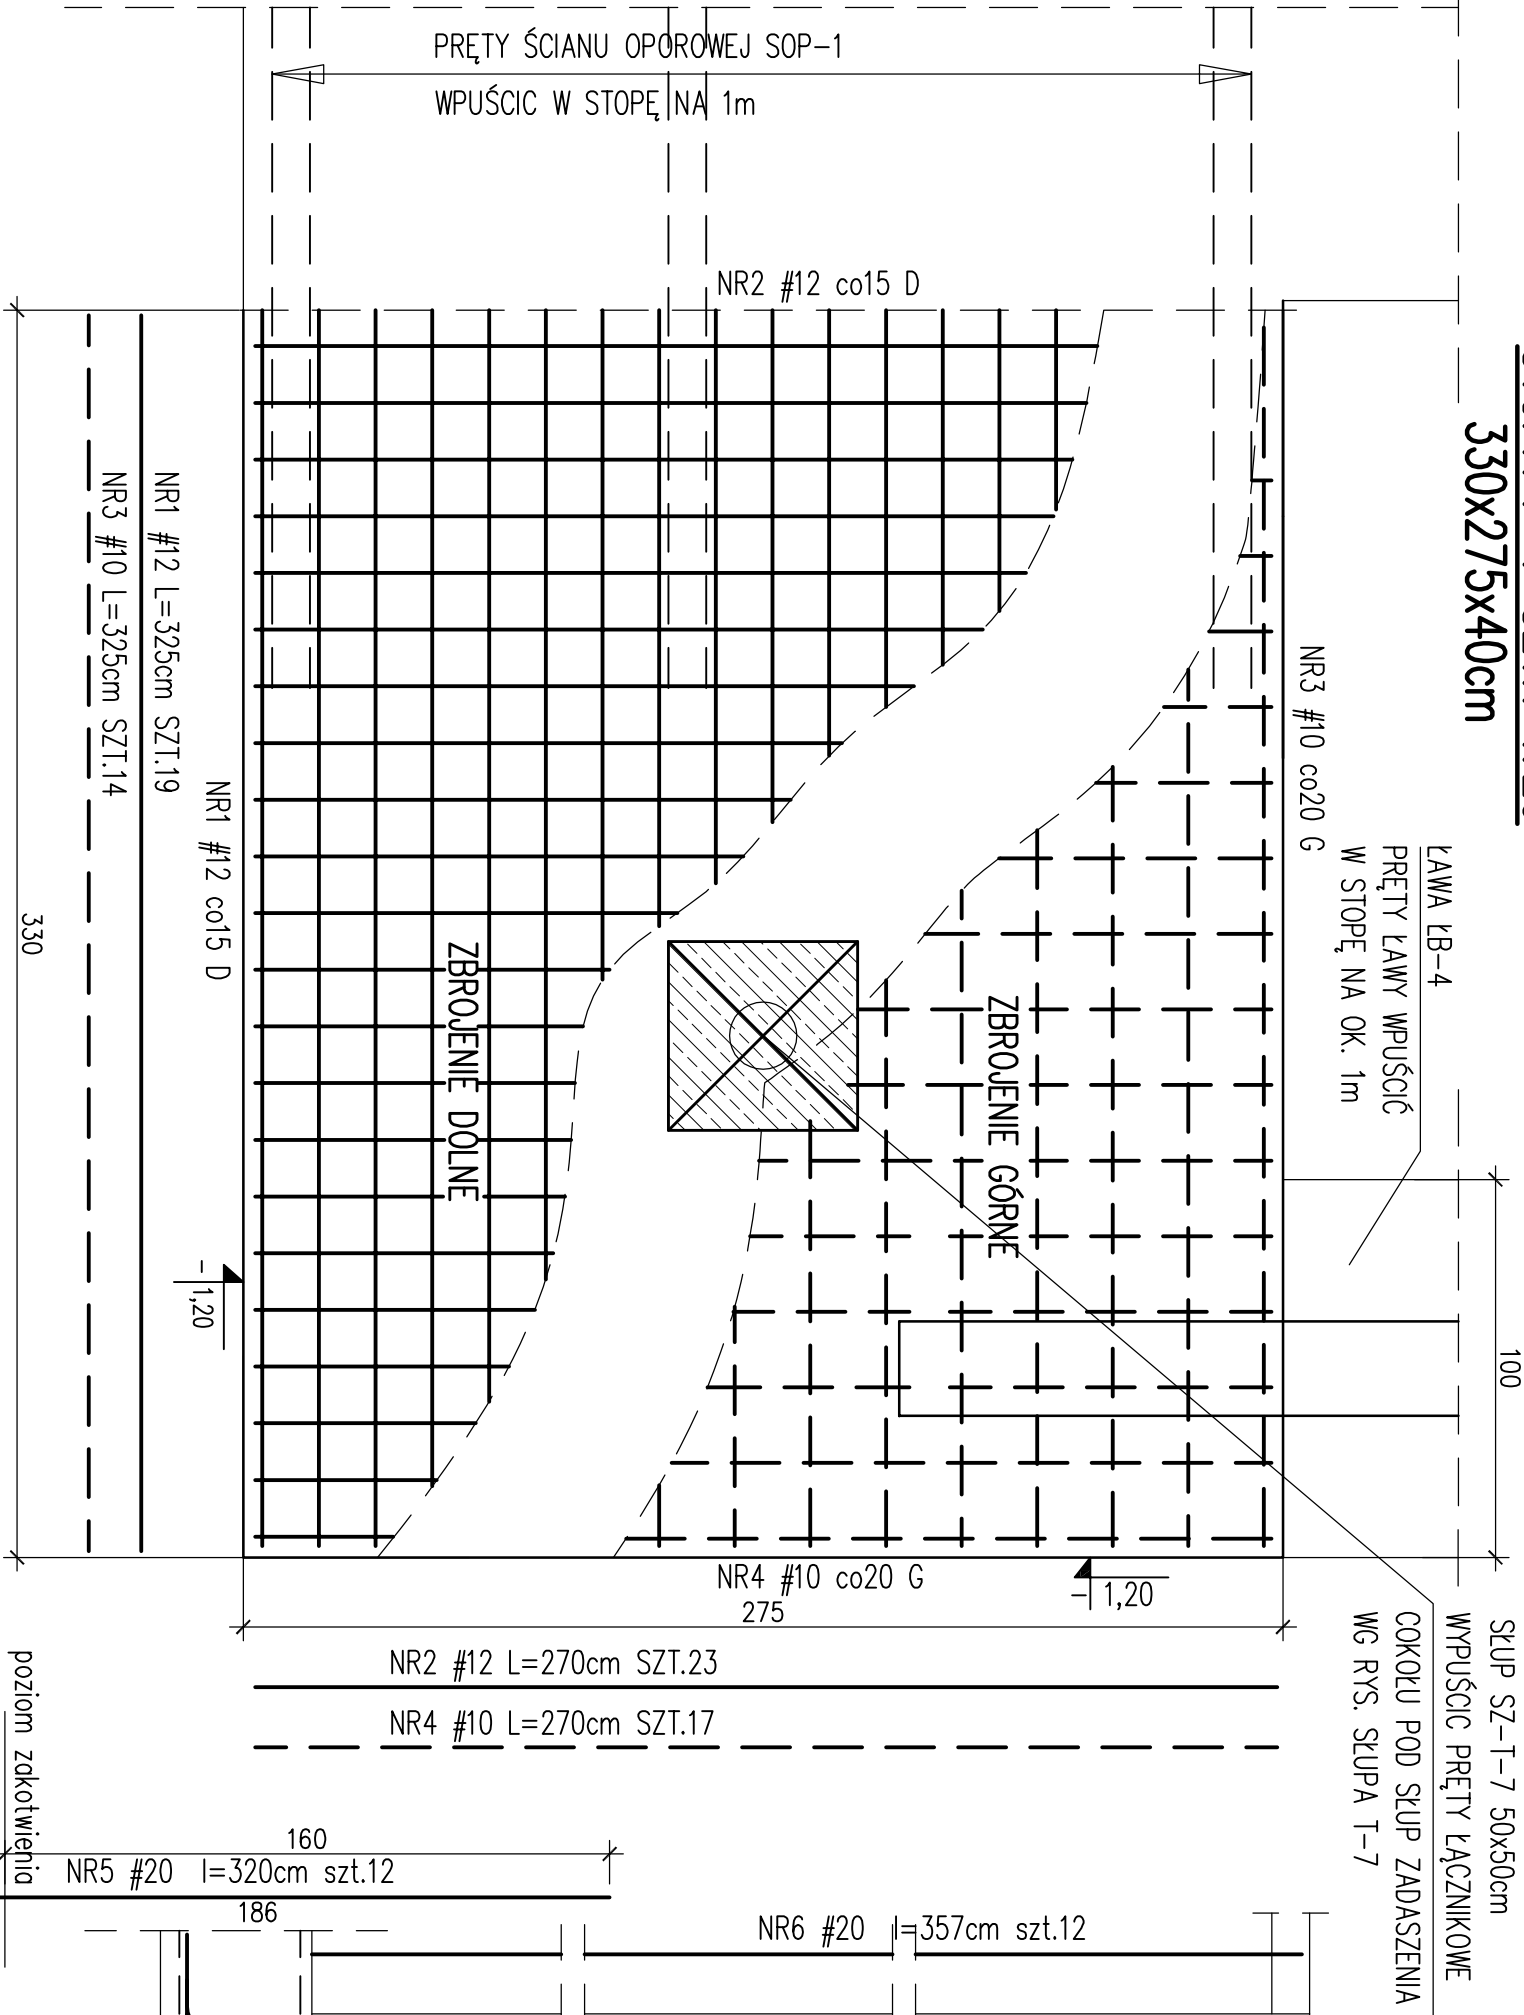 PRĘTY ŚCIANU OPOROWEJ SOP-1
WPUŚCIC W STOPĘ NA 1m
NR2 #12 co15 D
330x275x40cm
NR3 #10 co20 G
ŁAWA ŁB-4
PRĘTY ŁAWY WPUŚCIĆ
W STOPĘ NA OK. 1m
NR1 #12 L=325cm SZT.19
NR3 #10 L=325cm SZT.14
NR1 #12 co15 D
330
ZBROJENIE DOLNE
ZBROJENIE GÓRNE
-1,20
100
NR4 #10 co20 G
-1,20
275
SŁUP SZ-T-7 50x50cm
WYPUŚCIC PRĘTY ŁĄCZNIKOWE
COKOŁU POD SŁUP ZADASZENIA
WG RYS. SŁUPA T-7
NR2 #12 L=270cm SZT.23
NR4 #10 L=270cm SZT.17
poziom zakotwienia
160
NR5 #20 l=320cm szt.12
186
NR6 #20 l=357cm szt.12